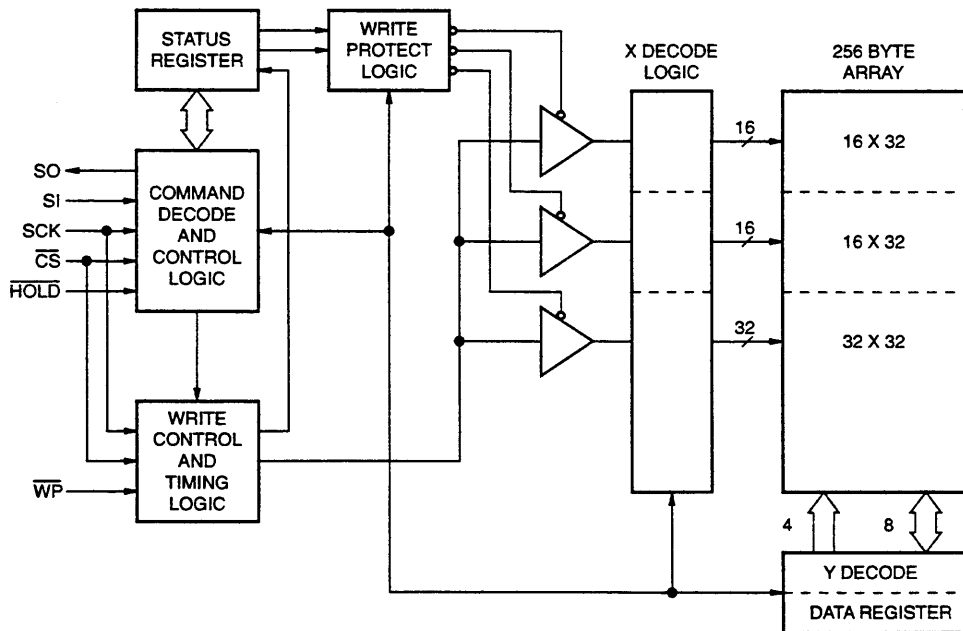 STATUS
REGISTER
WRITE
PROTECT
LOGIC
X DECODE
LOGIC
256 BYTE
ARRAY
16
16 X 32
SO
SI
SCK
CS
HOLD
COMMAND
DECODE
AND
CONTROL
LOGIC
16
16 X 32
32
32 X 32
WRITE
CONTROL
AND
TIMING
LOGIC
WP
4
8
Y DECODE
DATA REGISTER